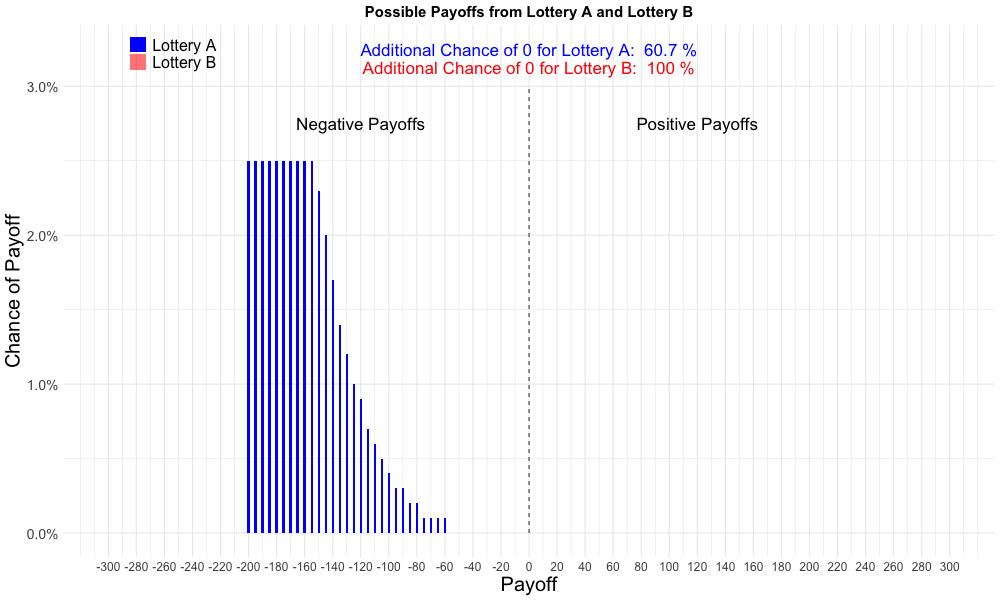 Possible Payoffs from Lottery A and Lottery B
Lottery A
Lottery B
Additional Chance of 0 for Lottery A: 60.7 %
Additional Chance of 0 for Lottery B: 100 %
Negative Payoffs
Positive Payoffs
Chance of Payoff
3.0%
2.0%
1.0%
0.0%
-300 -280 -260 -240 -220 -200 -180 -160 -140 -120 -100 -80 -60 -40 -20 0 20 40 60 80 100 120 140 160 180 200 220 240 260 280 300
Payoff